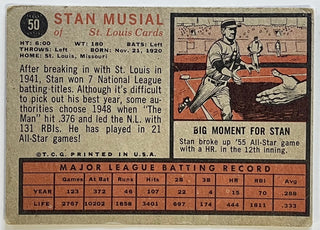 50
STAN MUSIAL
of - St. Louis Cards
HT: 6:00 WT: 180 BATS: Left
THROWS: Left BORN: Nov. 21, 1920
HOME: St. Louis, Missouri
After breaking in with St. Louis in
1941, Stan won 7 National League
batting titles. Although it's difficult
to pick out his best season, some
authorities choose 1948 when "The
Man" hit .376 and led the N.L. with
131 RBIs. He has played in 21
All-Star games!
© T.C.G. PRINTED IN U.S.A.
BIG MOMENT FOR STAN
Stan broke up '55 All-Star game
with a HR. in the 12th inning.
MAJOR LEAGUE BATTING RECORD
Games At Bat Runs Hits 2B 3B H.R. R.B.I. Avg.
YEAR 123 372 46 107 22 4 15 70 .288
LIFE 2767 10202 1858 3401 697 174 444 1811 .333